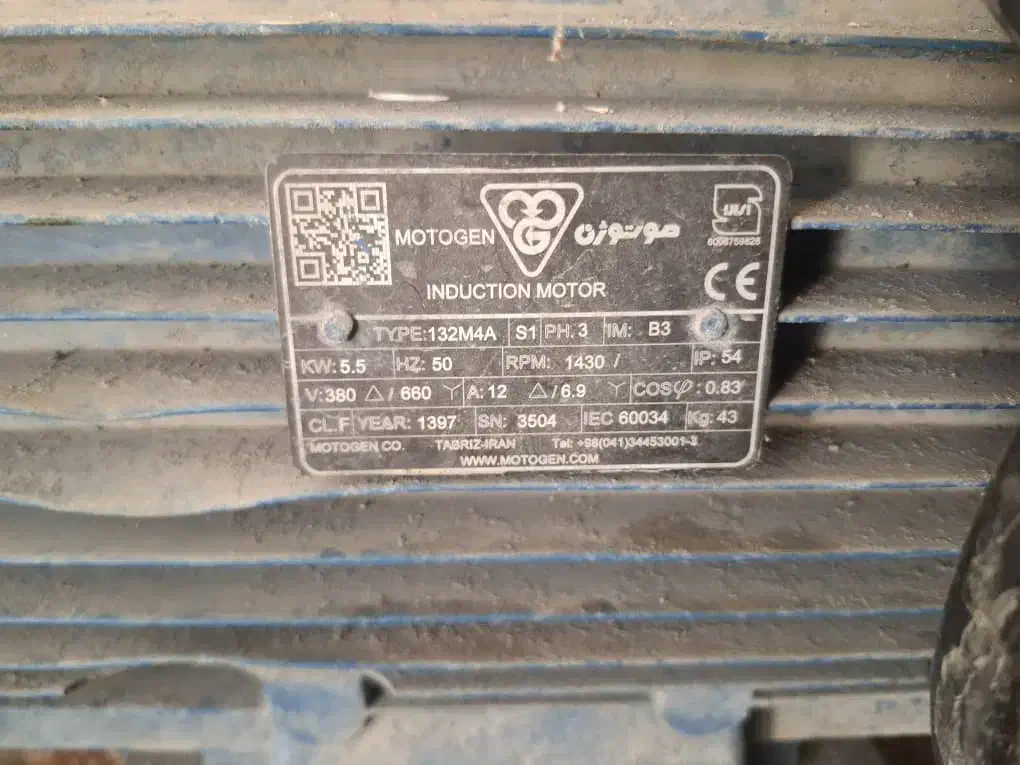 MOTOGEN موتوژن
6006759626
CE
INDUCTION MOTOR
TYPE:132M4A S1 PH.3 IM: B3
KW:5.5 HZ:50 RPM: 1430 / IP:54
V:380 △/660 Y A:12 △/6.9 Y COSφ:0.83
CL.F YEAR:1397 SN: 3504 IEC 60034 Kg:43
MOTOGEN CO. TABRIZ-IRAN Tel: +98(041)34453001-3
WWW.MOTOGEN.COM